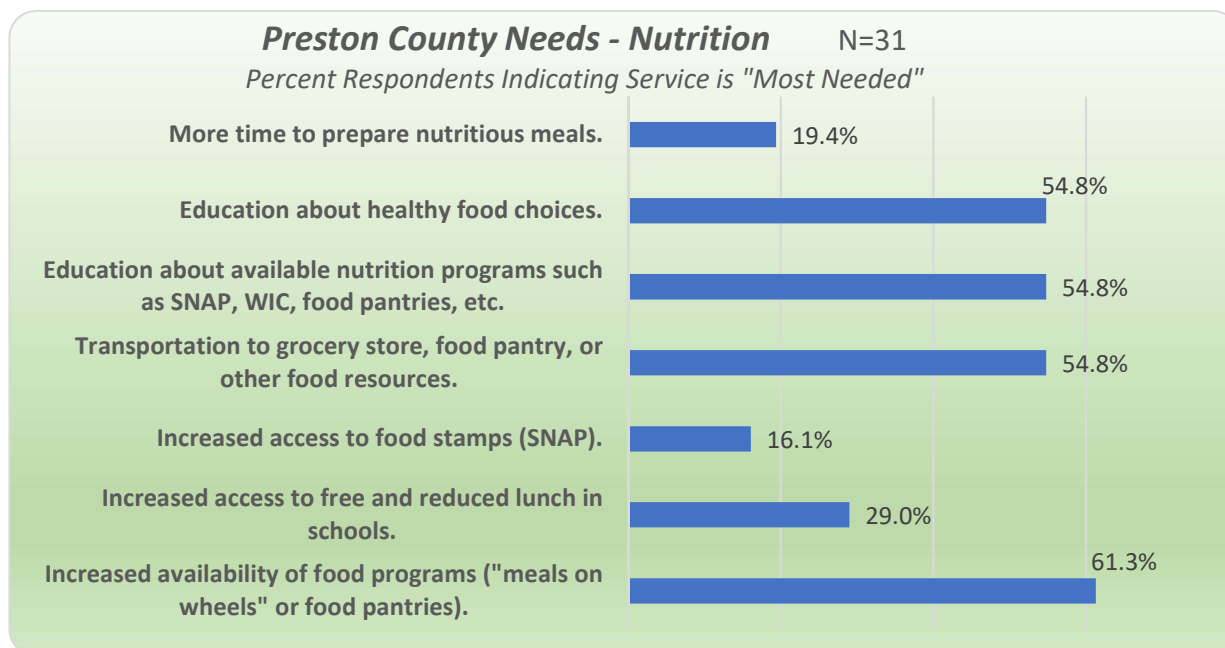 Preston County Needs - Nutrition N=31
Percent Respondents Indicating Service is "Most Needed"
More time to prepare nutritious meals.
19.4%
Education about healthy food choices.
54.8%
Education about available nutrition programs such
as SNAP, WIC, food pantries, etc.
54.8%
Transportation to grocery store, food pantry, or
other food resources.
54.8%
Increased access to food stamps (SNAP).
16.1%
Increased access to free and reduced lunch in
schools.
29.0%
Increased availability of food programs ("meals on
wheels" or food pantries).
61.3%